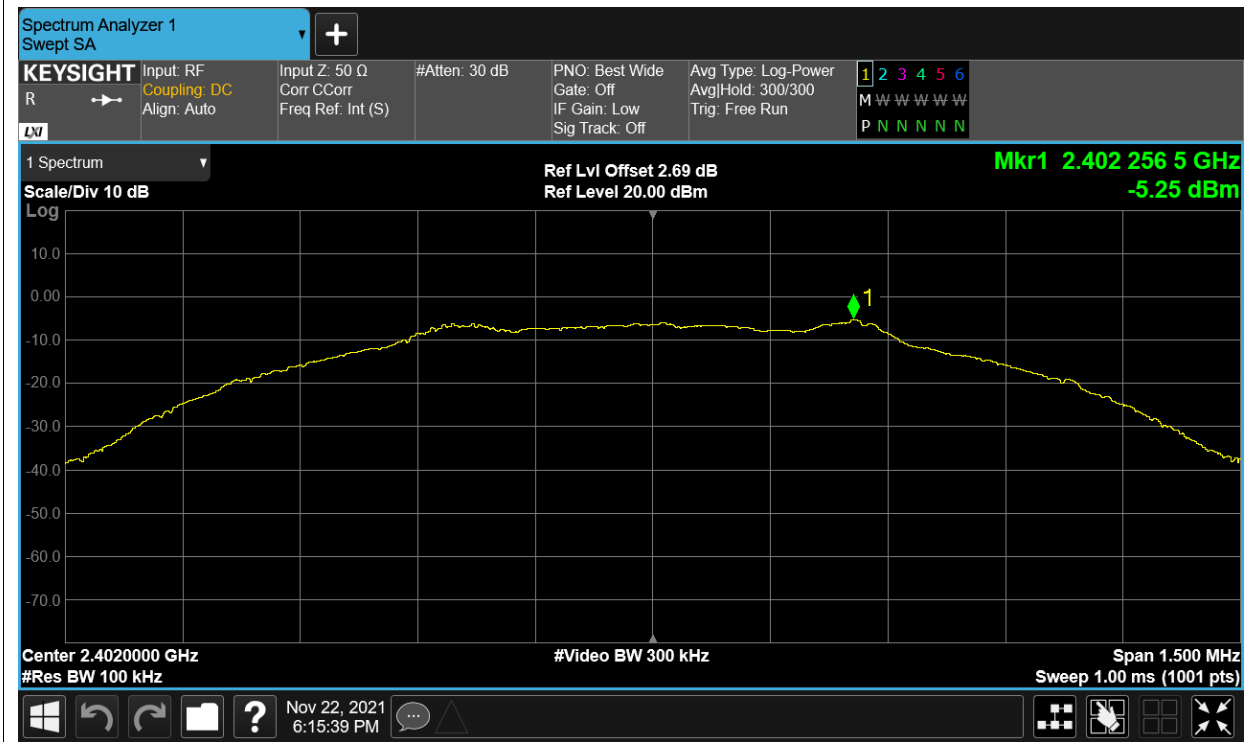 Spectrum Analyzer 1
Swept SA
KEYSIGHT
R
LXI
Input: RF
Coupling: DC
Align: Auto
Input Z: 50 Ω
Corr CCorr
Freq Ref: Int (S)
#Atten: 30 dB
PNO: Best Wide
Gate: Off
IF Gain: Low
Sig Track: Off
Avg Type: Log-Power
Avg|Hold: 300/300
Trig: Free Run
1 2 3 4 5 6
M W W W W W
P N N N N N
1 Spectrum
Scale/Div 10 dB
Ref Lvl Offset 2.69 dB
Ref Level 20.00 dBm
Mkr1 2.402 256 5 GHz
-5.25 dBm
Log
10.0
0.00
-10.0
-20.0
-30.0
-40.0
-50.0
-60.0
-70.0
1
Center 2.4020000 GHz
#Res BW 100 kHz
#Video BW 300 kHz
Span 1.500 MHz
Sweep 1.00 ms (1001 pts)
?
Nov 22, 2021
6:15:39 PM